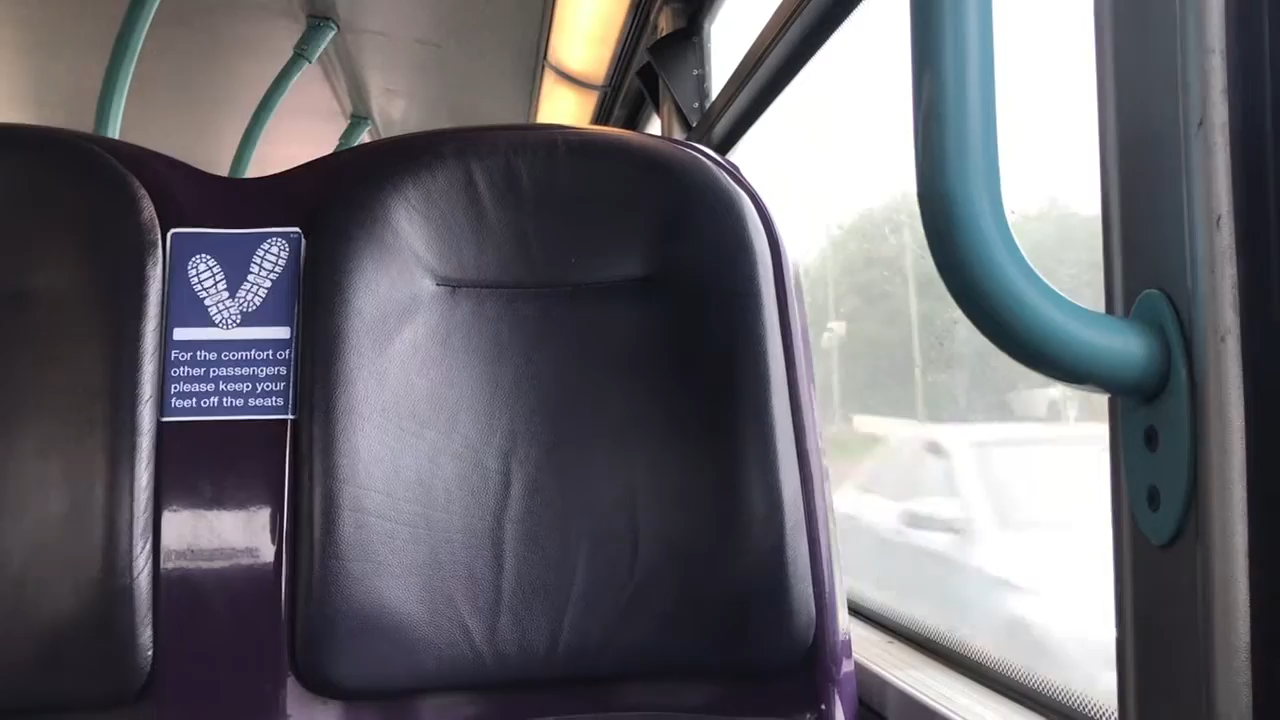 For the comfort of
other passengers
please keep your
feet off the seats